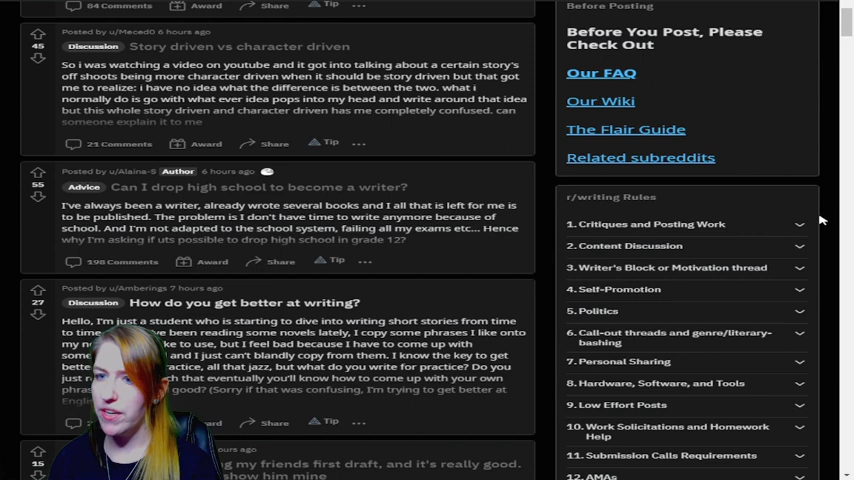 84 Comments Award Share Tip ...
Posted by u/Meced0 6 hours ago
45
Discussion Story driven vs character driven
So i was watching a video on youtube and it got into talking about a certain story's
off shoots being more character driven when it should be story driven but that got
me to realize: i have no idea what the difference is between the two. what i
normally do is go with what ever idea pops into my head and write around that idea
but this whole story driven and character driven has me completely confused. can
someone explain it to me
21 Comments Award Share Tip ...
Posted by u/Alaina-S Author 6 hours ago
55
Advice Can I drop high school to become a writer?
I've always been a writer, already wrote several books and I all that is left for me is
to be published. The problem is I don't have time to write anymore because of
school. And I'm not adapted to the school system, failing all my exams etc... Hence
why I'm asking if uts possible to drop high school in grade 12?
198 Comments Award Share Tip ...
Posted by u/Amberings 7 hours ago
27
Discussion How do you get better at writing?
Hello, I'm just a student who is starting to dive into writing short stories from time
to time. been reading some novels lately, I copy some phrases I like onto
my no ke to use, but I feel bad because I have to come up with
som and I just can't blandly copy from them. I know the key to get
bette ractice, all that jazz, but what do you write for practice? Do you
just r ch that eventually you'll know how to come up with your own
phras good? (Sorry if that was confusing, I'm trying to get better at
Engl
Share Tip ...
hours ago
15
ng my friends first draft, and it's really good.
show him mine
Before Posting
Before You Post, Please
Check Out
Our FAQ
Our Wiki
The Flair Guide
Related subreddits
r/writing Rules
1. Critiques and Posting Work
2. Content Discussion
3. Writer's Block or Motivation thread
4. Self-Promotion
5. Politics
6. Call-out threads and genre/literary-
bashing
7. Personal Sharing
8. Hardware, Software, and Tools
9. Low Effort Posts
10. Work Solicitations and Homework
Help
11. Submission Calls Requirements
12. AMAs